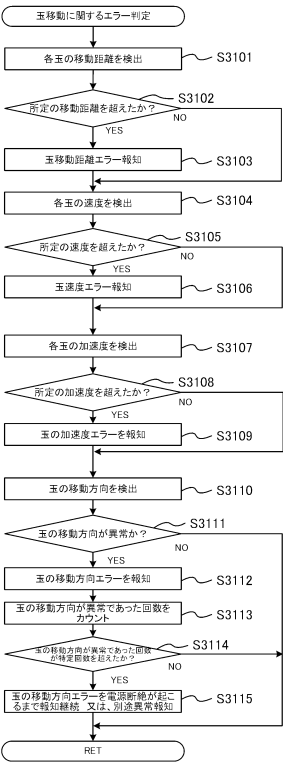 玉移動に関するエラー判定
各玉の移動距離を検出
S3101
所定の移動距離を超えたか？
S3102
NO
YES
玉移動距離エラー報知
S3103
各玉の速度を検出
S3104
所定の速度を超えたか？
S3105
NO
YES
玉速度エラー報知
S3106
各玉の加速度を検出
S3107
所定の加速度を超えたか？
S3108
NO
YES
玉の加速度エラーを報知
S3109
玉の移動方向を検出
S3110
玉の移動方向が異常か？
S3111
NO
YES
玉の移動方向エラーを報知
S3112
玉の移動方向が異常であった回数を
カウント
S3113
玉の移動方向が異常であった回数
が特定回数を超えたか？
S3114
NO
YES
玉の移動方向エラーを電源断絶が起こ
るまで報知継続 又は、別途異常報知
S3115
RET